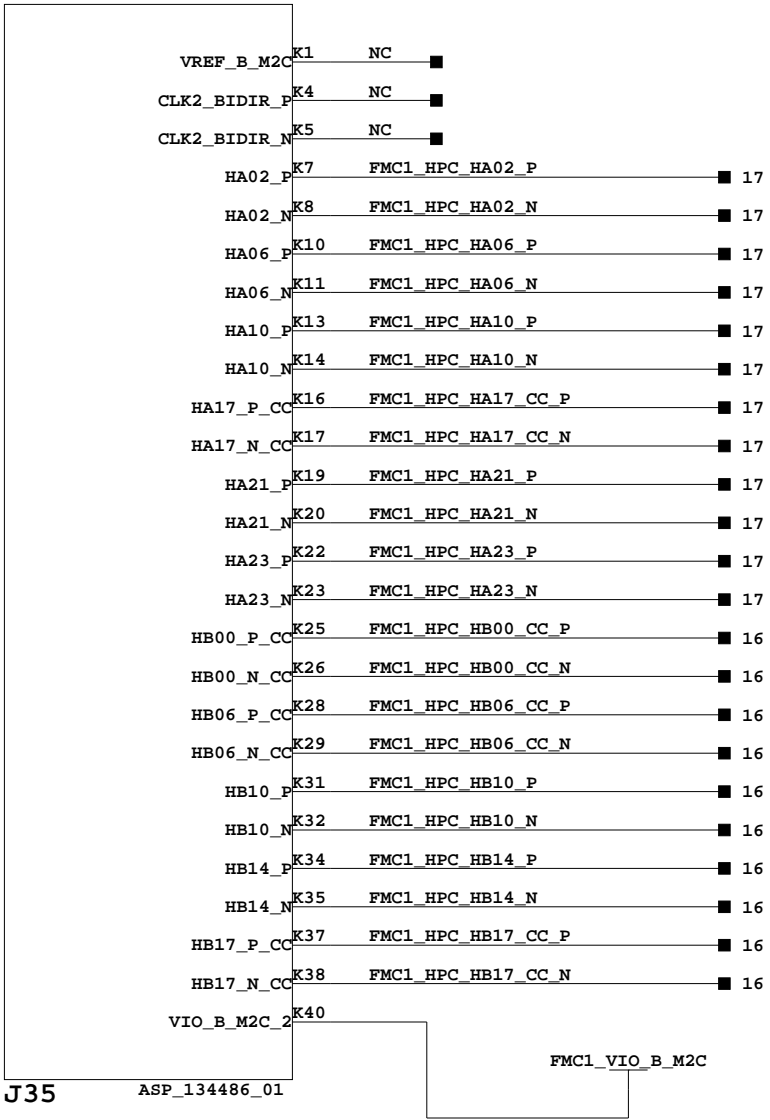 VREF_B_M2C K1 NC
CLK2_BIDIR_P K4 NC
CLK2_BIDIR_N K5 NC
HA02_P K7 FMC1_HPC_HA02_P 17
HA02_N K8 FMC1_HPC_HA02_N 17
HA06_P K10 FMC1_HPC_HA06_P 17
HA06_N K11 FMC1_HPC_HA06_N 17
HA10_P K13 FMC1_HPC_HA10_P 17
HA10_N K14 FMC1_HPC_HA10_N 17
HA17_P_CC K16 FMC1_HPC_HA17_CC_P 17
HA17_N_CC K17 FMC1_HPC_HA17_CC_N 17
HA21_P K19 FMC1_HPC_HA21_P 17
HA21_N K20 FMC1_HPC_HA21_N 17
HA23_P K22 FMC1_HPC_HA23_P 17
HA23_N K23 FMC1_HPC_HA23_N 17
HB00_P_CC K25 FMC1_HPC_HB00_CC_P 16
HB00_N_CC K26 FMC1_HPC_HB00_CC_N 16
HB06_P_CC K28 FMC1_HPC_HB06_CC_P 16
HB06_N_CC K29 FMC1_HPC_HB06_CC_N 16
HB10_P K31 FMC1_HPC_HB10_P 16
HB10_N K32 FMC1_HPC_HB10_N 16
HB14_P K34 FMC1_HPC_HB14_P 16
HB14_N K35 FMC1_HPC_HB14_N 16
HB17_P_CC K37 FMC1_HPC_HB17_CC_P 16
HB17_N_CC K38 FMC1_HPC_HB17_CC_N 16
VIO_B_M2C_2 K40
FMC1_VIO_B_M2C
J35 ASP_134486_01